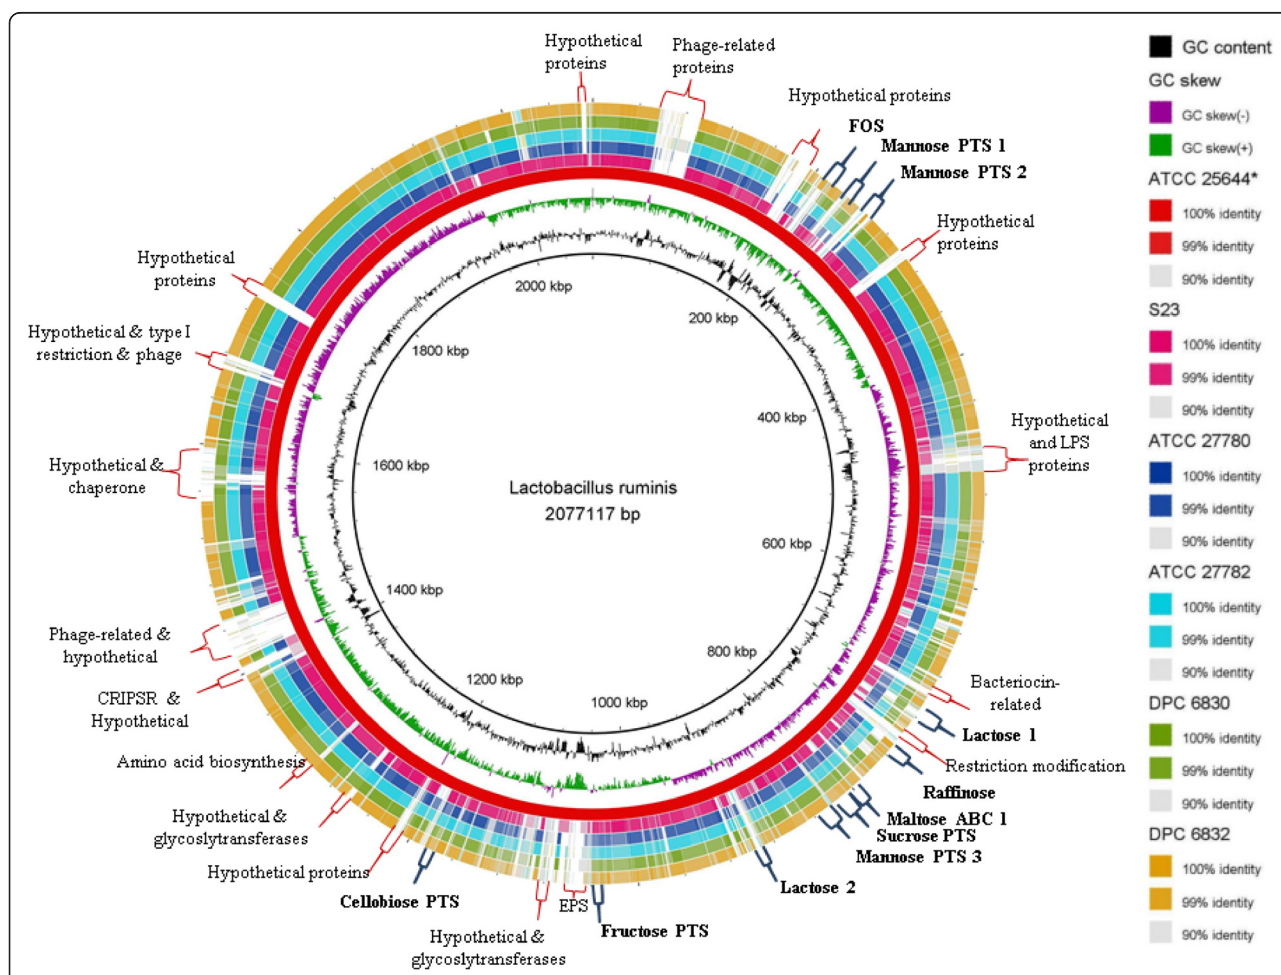 Hypothetical
proteins
Phage-related
proteins
Hypothetical proteins
FOS
Mannose PTS 1
Mannose PTS 2
Hypothetical
proteins
Hypothetical
and LPS
proteins
Bacteriocin-
related
Lactose 1
Restriction modification
Raffinose
Maltose ABC 1
Sucrose PTS
Mannose PTS 3
Lactose 2
Fructose PTS
EPS
Hypothetical &
glycoslytransferases
Cellobiose PTS
Hypothetical proteins
Hypothetical &
glycoslytransferases
Amino acid biosynthesis
CRIPSR &
Hypothetical
Phage-related &
hypothetical
Hypothetical &
chaperone
Hypothetical & type I
restriction & phage
Hypothetical
proteins
2000 kbp
200 kbp
1800 kbp
400 kbp
1600 kbp
Lactobacillus ruminis
2077117 bp
600 kbp
1400 kbp
800 kbp
1200 kbp
1000 kbp
GC content
GC skew
GC skew(-)
GC skew(+)
ATCC 25644*
100% identity
99% identity
90% identity
S23
100% identity
99% identity
90% identity
ATCC 27780
100% identity
99% identity
90% identity
ATCC 27782
100% identity
99% identity
90% identity
DPC 6830
100% identity
99% identity
90% identity
DPC 6832
100% identity
99% identity
90% identity